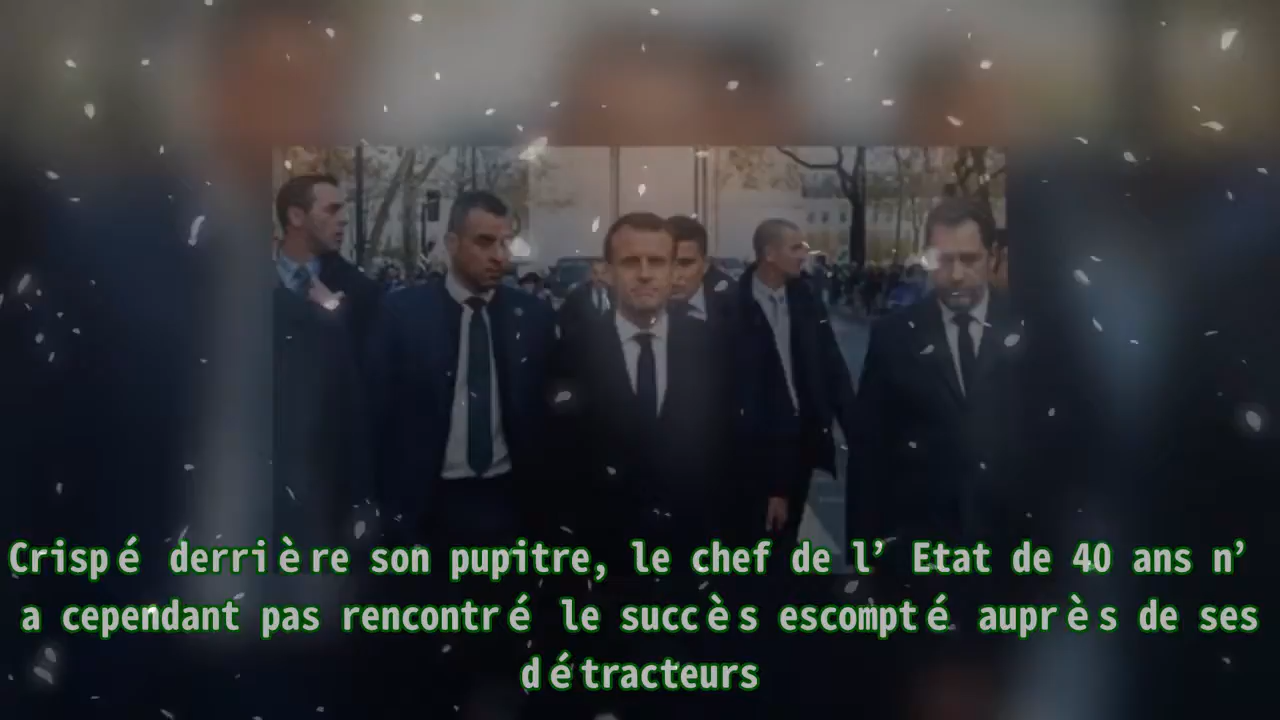 Crispé derrière son pupitre, le chef de l’ Etat de 40 ans n’
a cependant pas rencontré le succès escompté auprès de ses
détracteurs